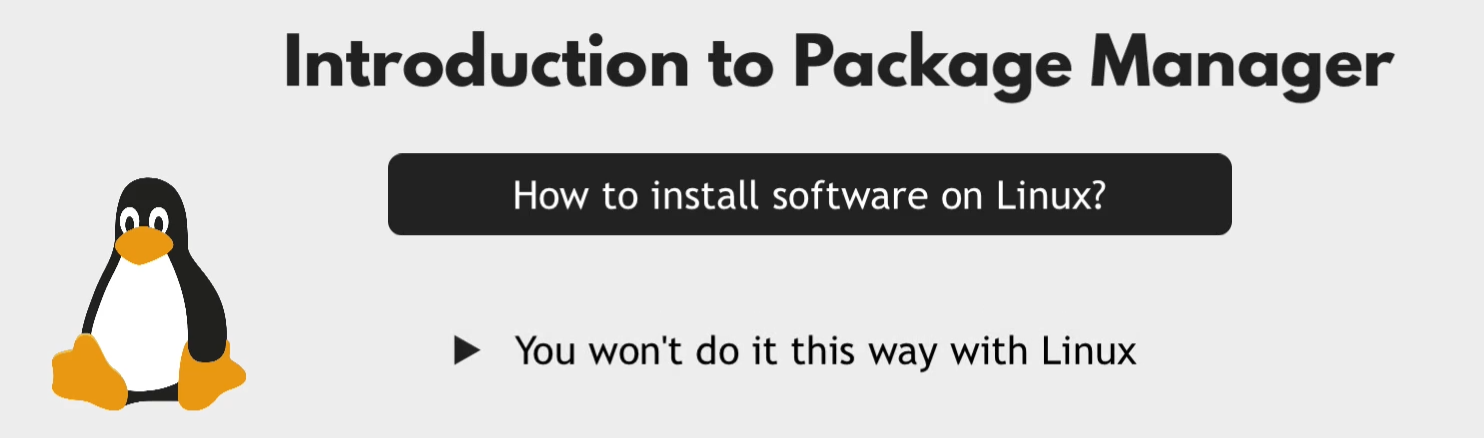 Introduction to Package Manager
How to install software on Linux?
You won't do it this way with Linux